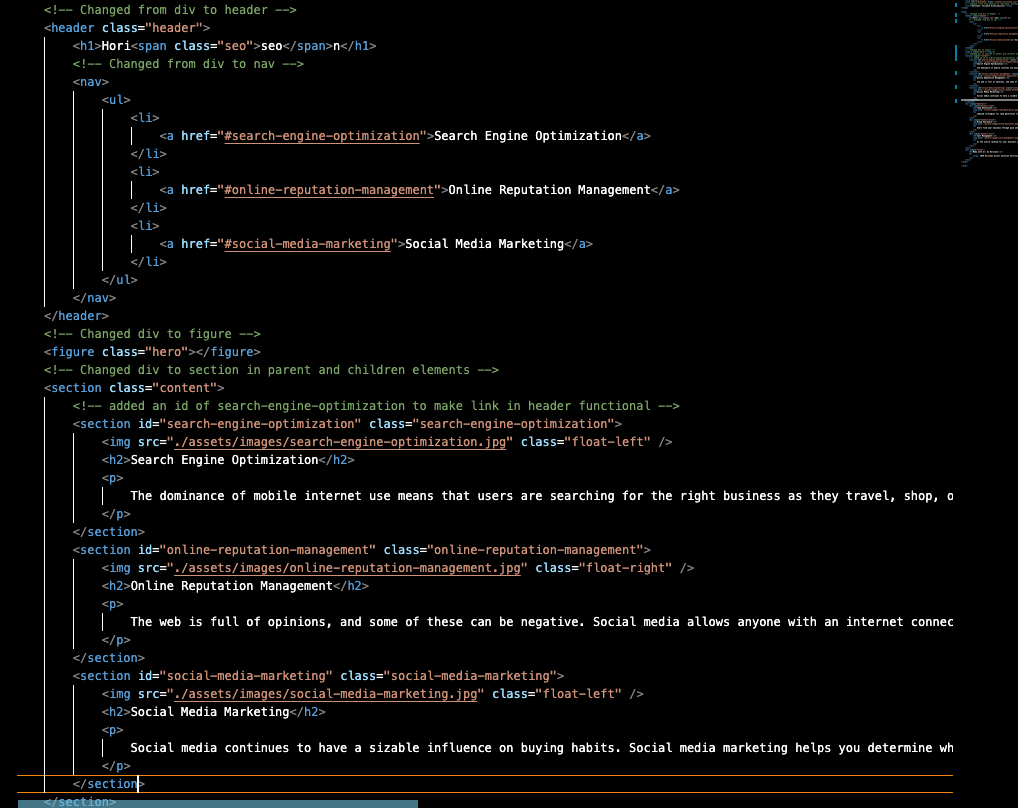 <!-- Changed from div to header -->
<header class="header">
<h1>Hori<span class="seo">seo</span>n</h1>
<!-- Changed from div to nav -->
<nav>
<ul>
<li>
<a href="#search-engine-optimization">Search Engine Optimization</a>
</li>
<li>
<a href="#online-reputation-management">Online Reputation Management</a>
</li>
<li>
<a href="#social-media-marketing">Social Media Marketing</a>
</li>
</ul>
</nav>
</header>
<!-- Changed div to figure -->
<figure class="hero"></figure>
<!-- Changed div to section in parent and children elements -->
<section class="content">
<!-- added an id of search-engine-optimization to make link in header functional -->
<section id="search-engine-optimization" class="search-engine-optimization">
<img src="./assets/images/search-engine-optimization.jpg" class="float-left" />
<h2>Search Engine Optimization</h2>
<p>
The dominance of mobile internet use means that users are searching for the right business as they travel, shop, o
</p>
</section>
<section id="online-reputation-management" class="online-reputation-management">
<img src="./assets/images/online-reputation-management.jpg" class="float-right" />
<h2>Online Reputation Management</h2>
<p>
The web is full of opinions, and some of these can be negative. Social media allows anyone with an internet connec
</p>
</section>
<section id="social-media-marketing" class="social-media-marketing">
<img src="./assets/images/social-media-marketing.jpg" class="float-left" />
<h2>Social Media Marketing</h2>
<p>
Social media continues to have a sizable influence on buying habits. Social media marketing helps you determine wh
</p>
</section>
</section>